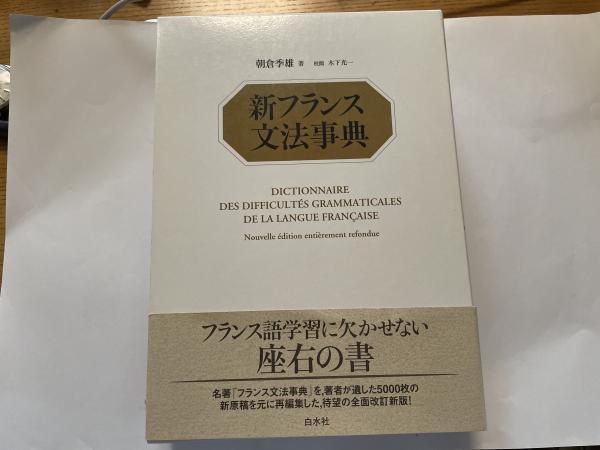 朝倉季雄 著 校閲 木下光一
新フランス
文法事典
DICTIONNAIRE
DES DIFFICULTÉS GRAMMATICALES
DE LA LANGUE FRANÇAISE
Nouvelle édition entièrement refondue
フランス語学習に欠かせない
座右の書
名著『フランス文法事典』を、著者が遺した5000枚の
新原稿を元に再編集した、待望の全面改訂新版!
白水社